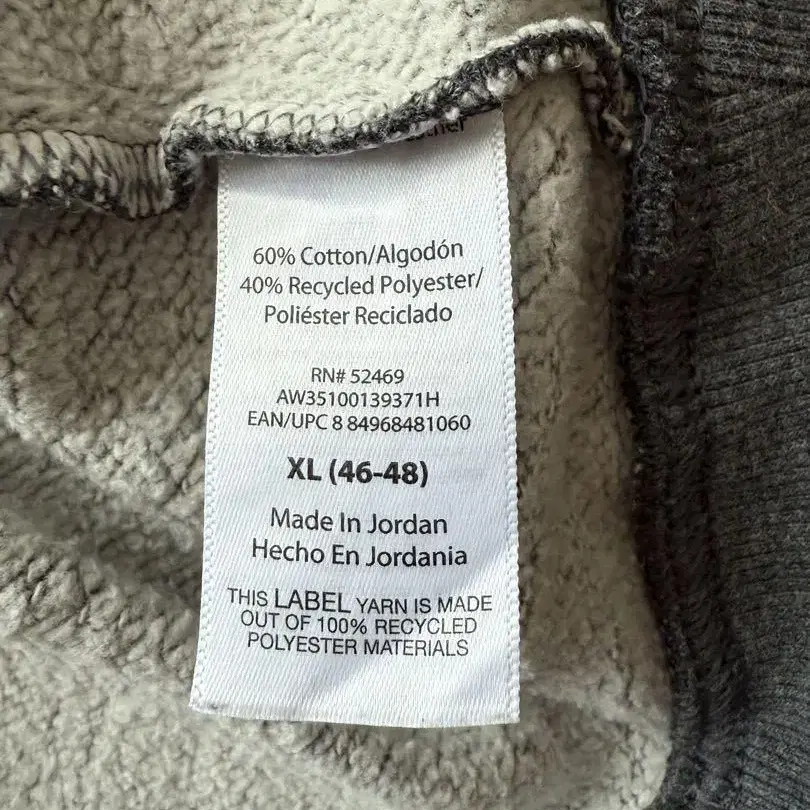 60% Cotton/Algodón
40% Recycled Polyester/
Poliéster Reciclado
RN# 52469
AW35100139371H
EAN/UPC 8 84968481060
XL (46-48)
Made In Jordan
Hecho En Jordania
THIS LABEL YARN IS MADE
OUT OF 100% RECYCLED
POLYESTER MATERIALS